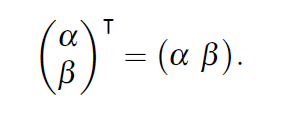 (α
β)ᵀ = (α β).